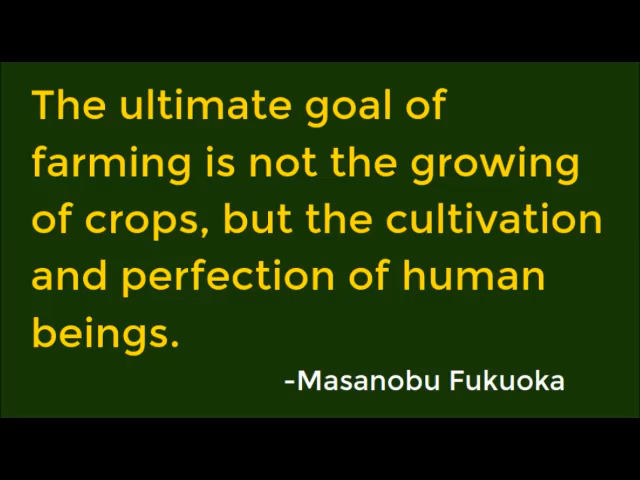 The ultimate goal of
farming is not the growing
of crops, but the cultivation
and perfection of human
beings.
-Masanobu Fukuoka